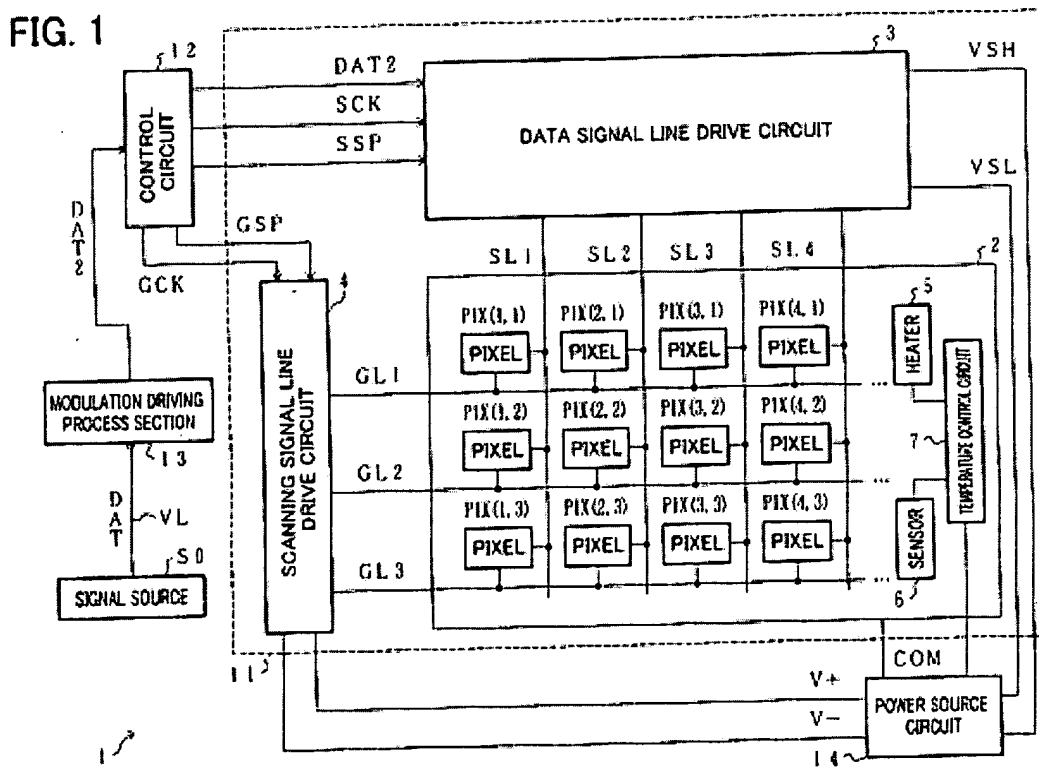 FIG. 1
12
3
VSH
DAT2
SCK
SSP
CONTROL
CIRCUIT
DATA SIGNAL LINE DRIVE CIRCUIT
VSL
DAT2
GSP
GCK
SL1 SL2 SL3 SL4
2
4
5
PIX(1,1) PIX(2,1) PIX(3,1) PIX(4,1)
PIXEL PIXEL PIXEL PIXEL
HEATER
GL1
...
MODULATION DRIVING
PROCESS SECTION
13
SCANNING SIGNAL LINE
DRIVE CIRCUIT
PIX(1,2) PIX(2,2) PIX(3,2) PIX(4,2)
PIXEL PIXEL PIXEL PIXEL
7
TEMPERATURE CONTROL CIRCUIT
GL2
...
DAT
VL
PIX(1,3) PIX(2,3) PIX(3,3) PIX(4,3)
PIXEL PIXEL PIXEL PIXEL
SENSOR
S0
SIGNAL SOURCE
GL3
...
6
11
COM
V+
V-
POWER SOURCE
CIRCUIT
14
1